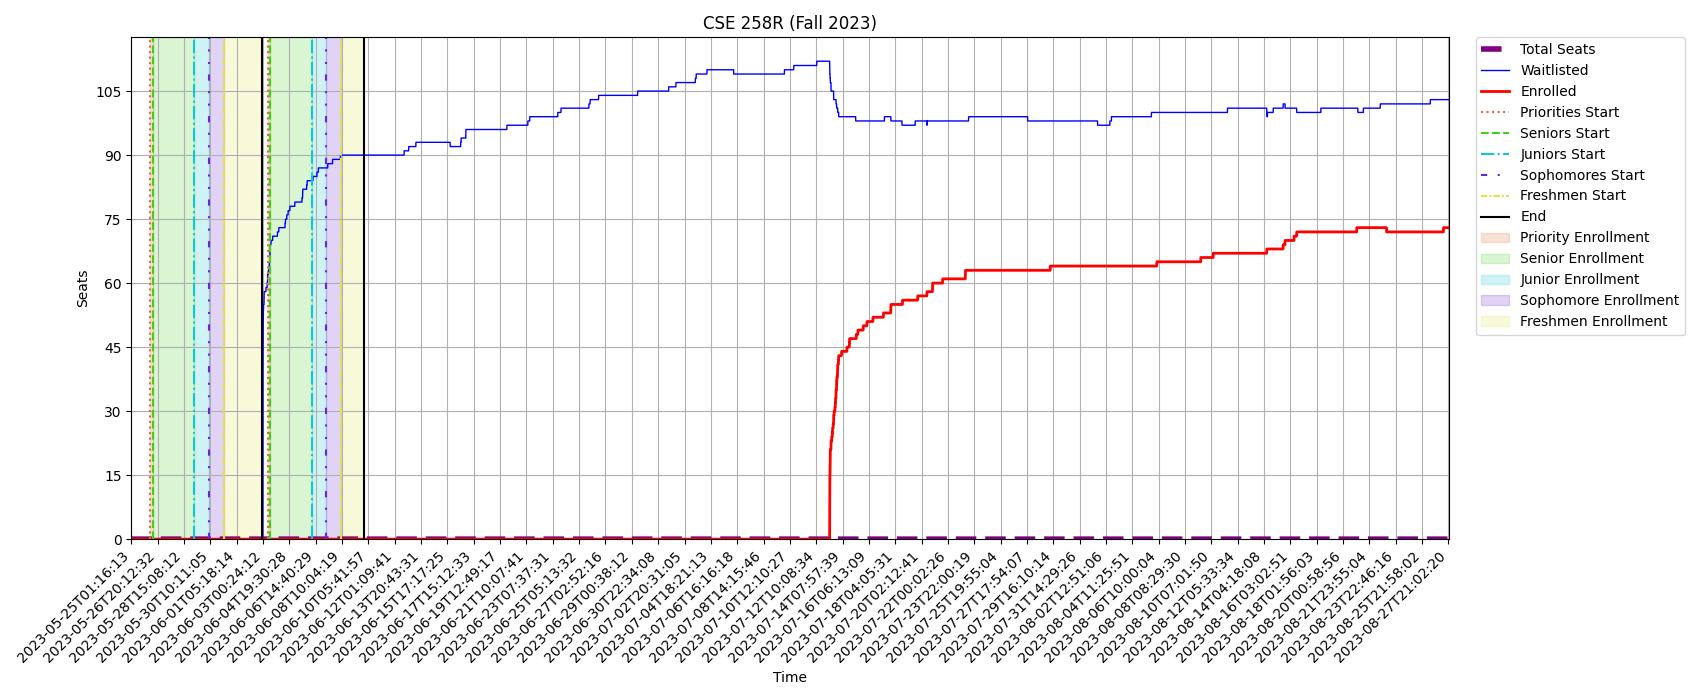 CSE 258R (Fall 2023)
Seats
105
90
75
60
45
30
15
0
2023-05-25T01:16:13
2023-05-26T20:12:32
2023-05-28T15:08:12
2023-05-30T10:11:05
2023-06-01T05:18:14
2023-06-03T00:24:12
2023-06-04T19:30:28
2023-06-06T14:40:29
2023-06-08T10:04:19
2023-06-10T05:41:57
2023-06-12T01:09:41
2023-06-13T20:43:31
2023-06-15T17:17:25
2023-06-17T15:12:33
2023-06-19T12:49:17
2023-06-21T10:07:41
2023-06-23T07:37:31
2023-06-25T05:13:32
2023-06-27T02:52:16
2023-06-29T00:38:12
2023-06-30T22:34:08
2023-07-02T20:31:05
2023-07-04T18:21:13
2023-07-06T16:16:18
2023-07-08T14:15:46
2023-07-10T12:10:27
2023-07-12T10:08:34
2023-07-14T07:57:39
2023-07-16T06:13:09
2023-07-18T04:05:31
2023-07-20T02:12:41
2023-07-22T00:02:26
2023-07-23T22:00:19
2023-07-25T19:55:04
2023-07-27T17:54:07
2023-07-29T16:10:14
2023-07-31T14:29:26
2023-08-02T12:51:06
2023-08-04T11:25:51
2023-08-06T10:00:04
2023-08-08T08:29:30
2023-08-10T07:01:50
2023-08-12T05:33:34
2023-08-14T04:18:08
2023-08-16T03:02:51
2023-08-18T01:56:03
2023-08-20T00:58:56
2023-08-21T23:55:04
2023-08-23T22:46:16
2023-08-25T21:58:02
2023-08-27T21:02:20
Time
Total Seats
Waitlisted
Enrolled
Priorities Start
Seniors Start
Juniors Start
Sophomores Start
Freshmen Start
End
Priority Enrollment
Senior Enrollment
Junior Enrollment
Sophomore Enrollment
Freshmen Enrollment